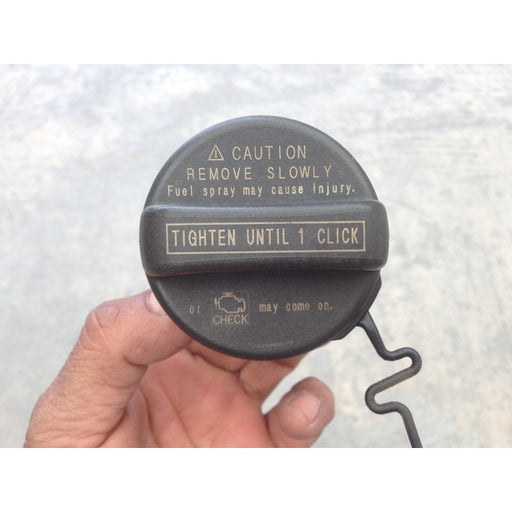 ⚠ CAUTION
REMOVE SLOWLY
Fuel spray may cause injury.
TIGHTEN UNTIL 1 CLICK
or CHECK may come on.